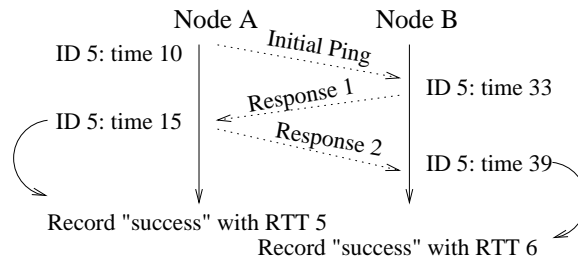 Node A
Node B
ID 5: time 10
Initial Ping
ID 5: time 33
Response 1
ID 5: time 15
Response 2
ID 5: time 39
Record "success" with RTT 5
Record "success" with RTT 6